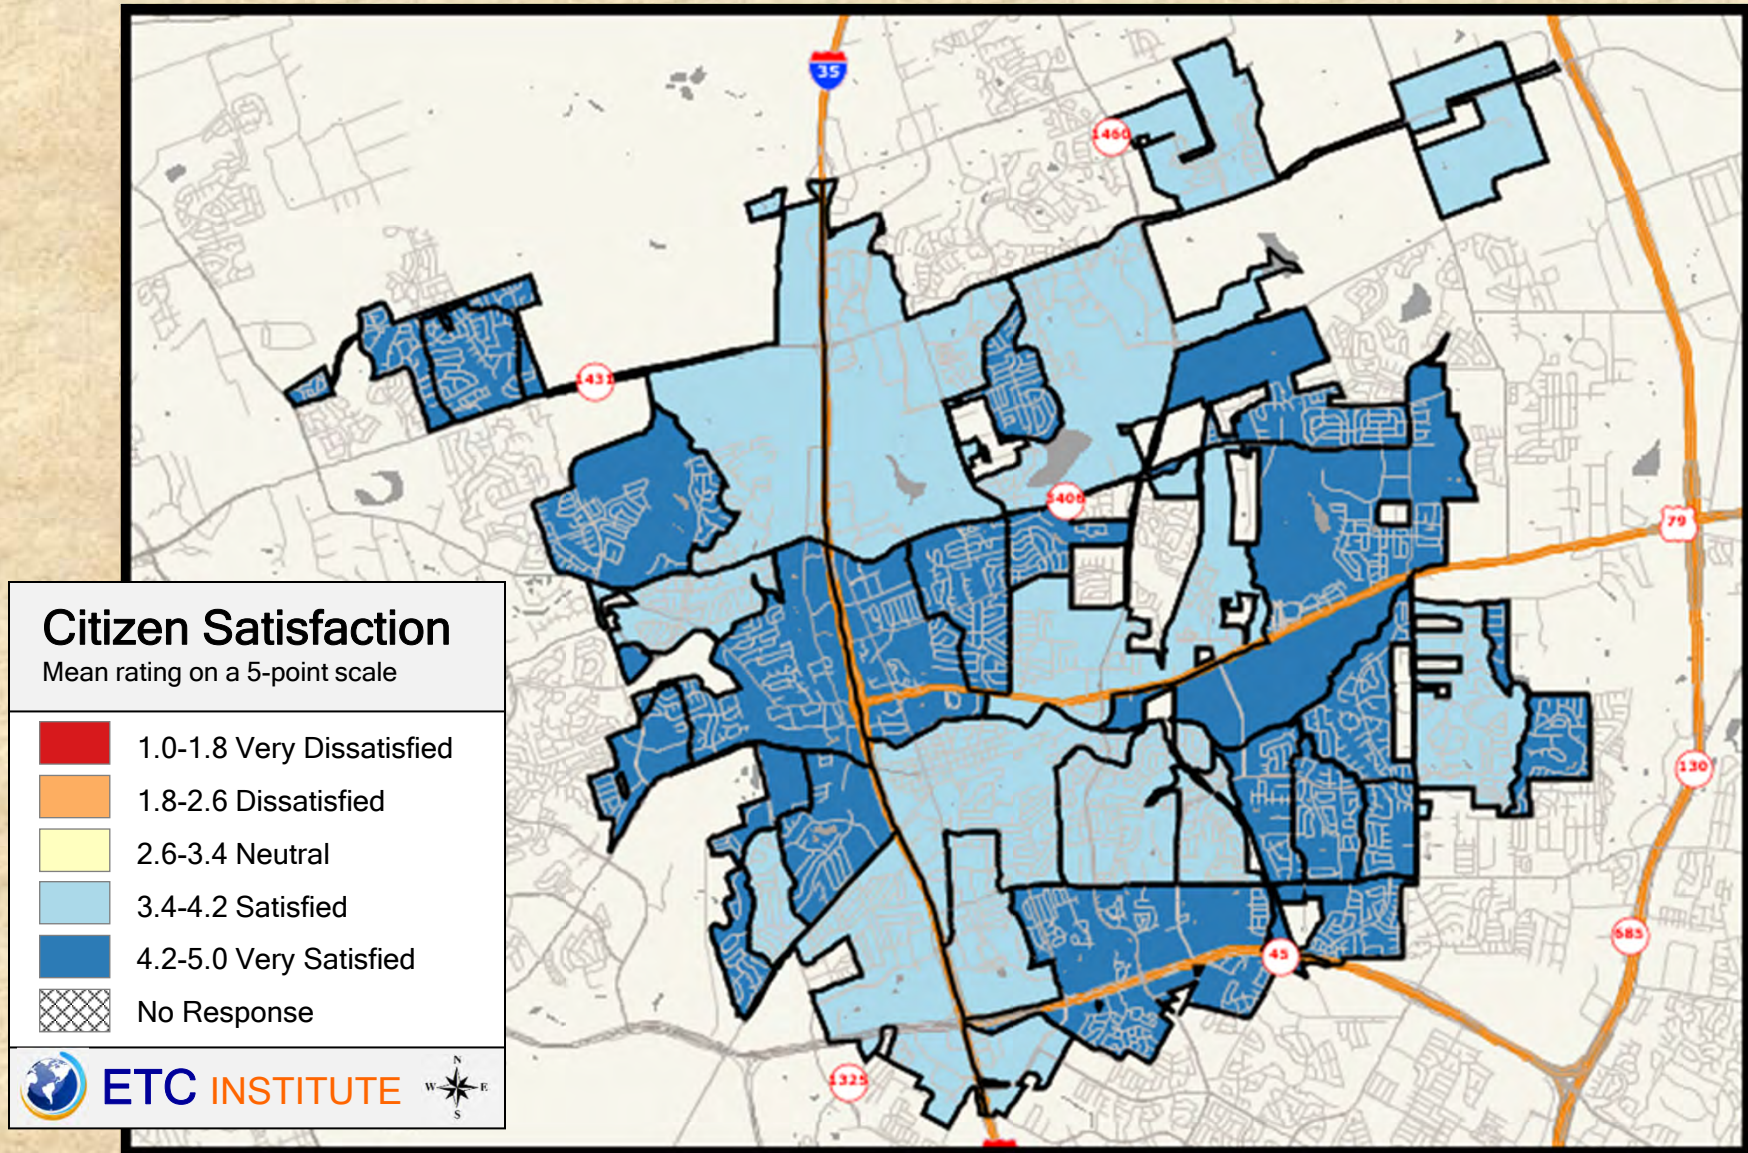 35
1460
1431
3406
79
130
685
45
1325
Citizen Satisfaction
Mean rating on a 5-point scale
1.0-1.8 Very Dissatisfied
1.8-2.6 Dissatisfied
2.6-3.4 Neutral
3.4-4.2 Satisfied
4.2-5.0 Very Satisfied
No Response
ETC INSTITUTE
N
W E
S